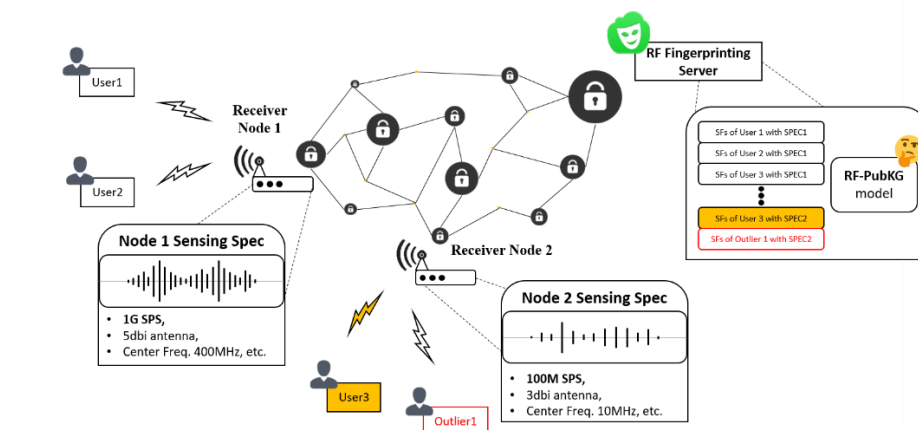 User1
User2
Receiver
Node 1
Node 1 Sensing Spec
• 1G SPS,
• 5dbi antenna,
• Center Freq. 400MHz, etc.
Receiver Node 2
Node 2 Sensing Spec
• 100M SPS,
• 3dbi antenna,
• Center Freq. 10MHz, etc.
User3
Outlier1
RF Fingerprinting
Server
SFs of User 1 with SPEC1
SFs of User 2 with SPEC1
SFs of User 3 with SPEC1
SFs of User 3 with SPEC2
SFs of Outlier 1 with SPEC2
RF-PubKG
model